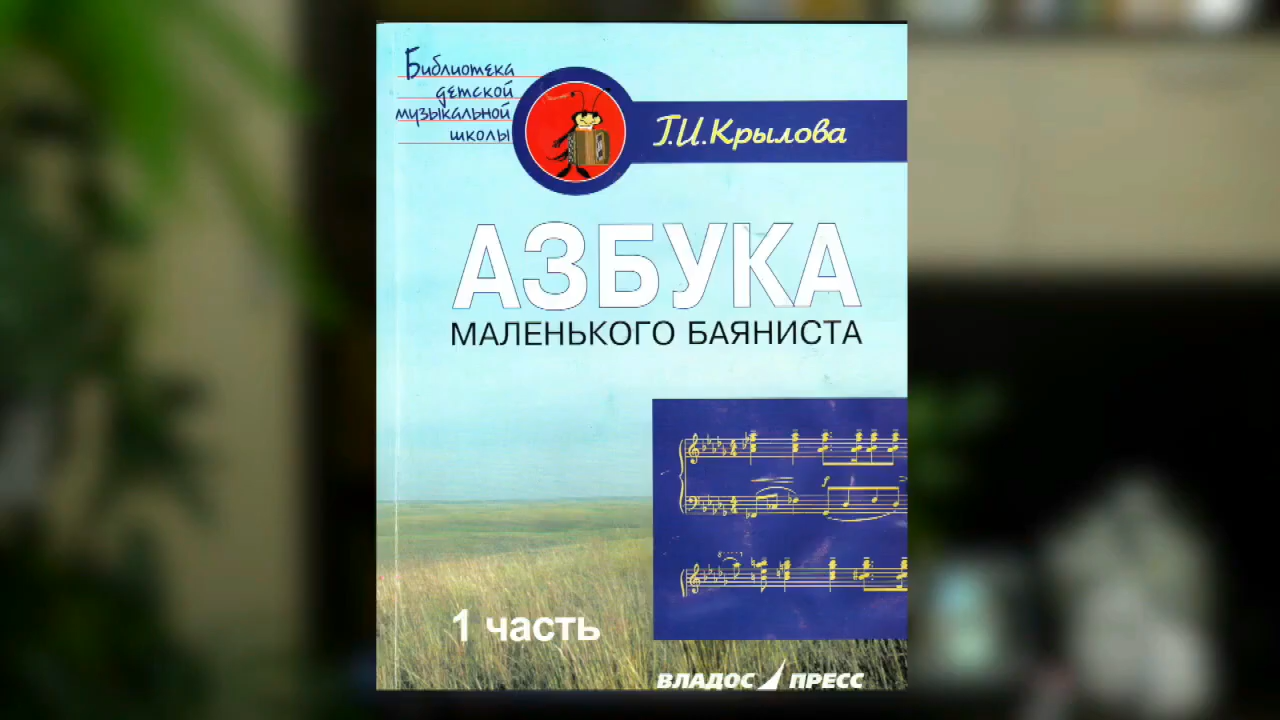 Библиотека
детской
музыкальной
школы
Г.И.Крылова
АЗБУКА
МАЛЕНЬКОГО БАЯНИСТА
1 часть
ВЛАДОС ПРЕСС